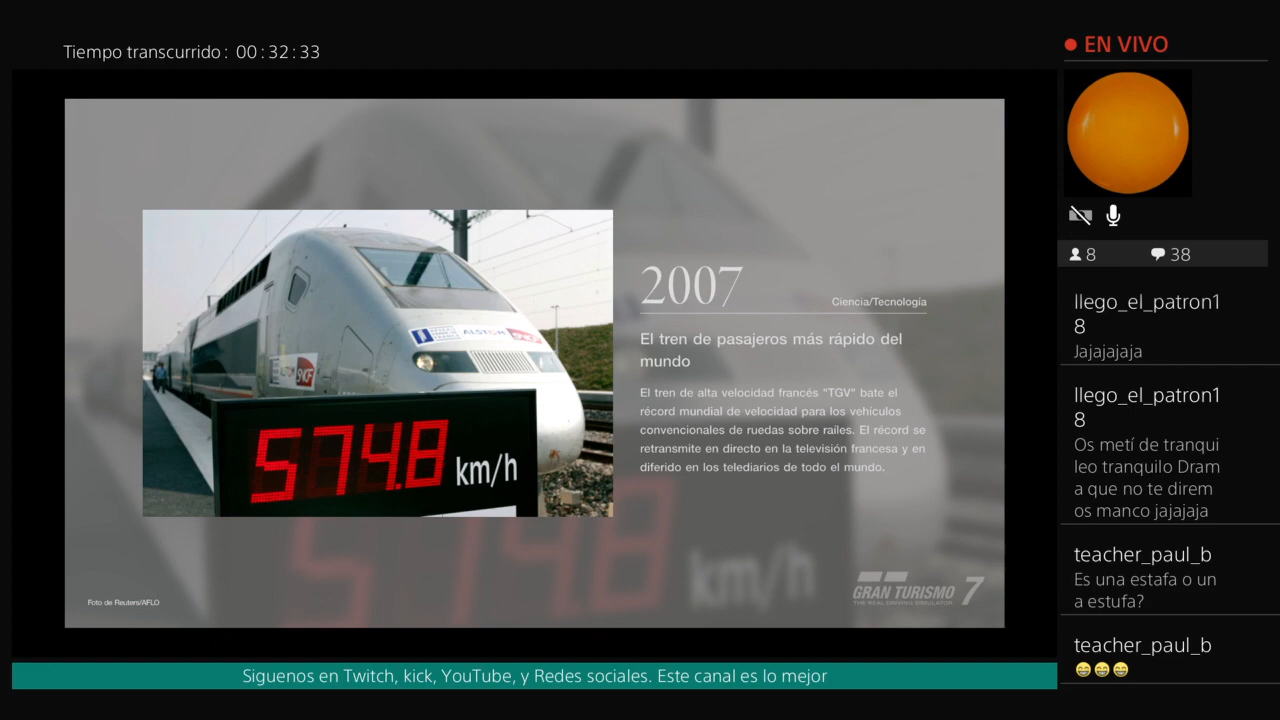 Tiempo transcurrido : 00:32:33
EN VIVO
8
38
llego_el_patron1
8
Jajajajaja
llego_el_patron1
8
Os metí de tranqui
leo tranquilo Dram
a que no te direm
os manco jajajaja
teacher_paul_b
Es una estafa o un
a estufa?
teacher_paul_b
2007
Ciencia/Tecnología
El tren de pasajeros más rápido del
mundo
El tren de alta velocidad francés "TGV" bate el
récord mundial de velocidad para los vehículos
convencionales de ruedas sobre raíles. El récord se
retransmite en directo en la televisión francesa y en
diferido en los telediarios de todo el mundo.
ALSTOM
SNCF
574.8 km/h
574.8 km/h
Foto de Reuters/AFLO
GRAN TURISMO 7
THE REAL DRIVING SIMULATOR
Siguenos en Twitch, kick, YouTube, y Redes sociales. Este canal es lo mejor